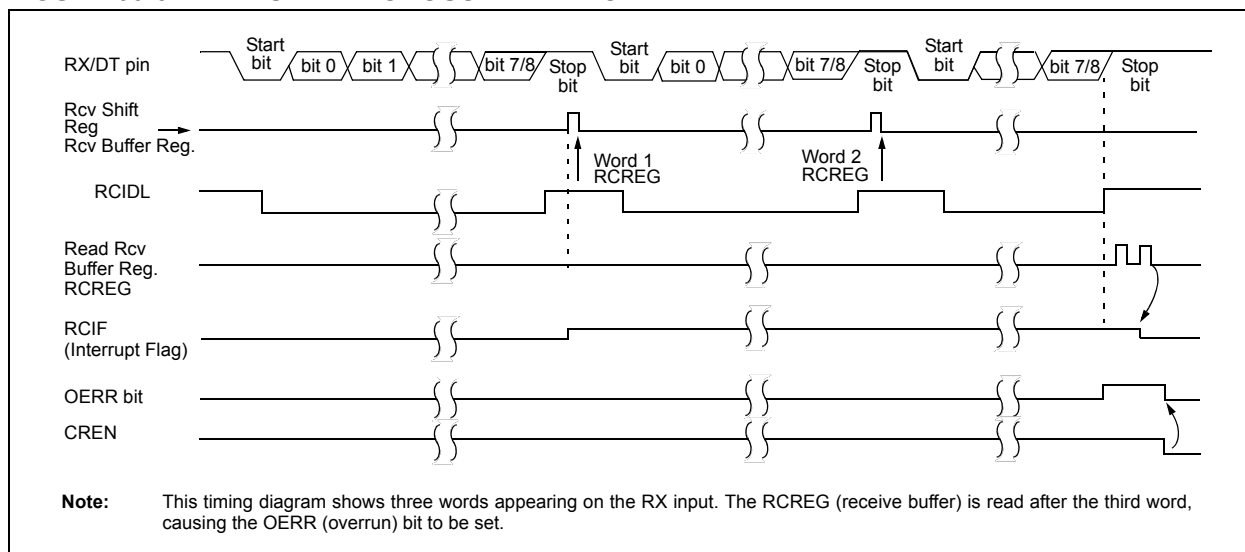 RX/DT pin
Start
bit
bit 0
bit 1
bit 7/8
Stop
bit
Start
bit
bit 0
bit 7/8
Stop
bit
Start
bit
bit 7/8
Stop
bit
Rcv Shift
Reg
Rcv Buffer Reg.
Word 1
RCREG
Word 2
RCREG
RCIDL
Read Rcv
Buffer Reg.
RCREG
RCIF
(Interrupt Flag)
OERR bit
CREN
Note: This timing diagram shows three words appearing on the RX input. The RCREG (receive buffer) is read after the third word,
causing the OERR (overrun) bit to be set.